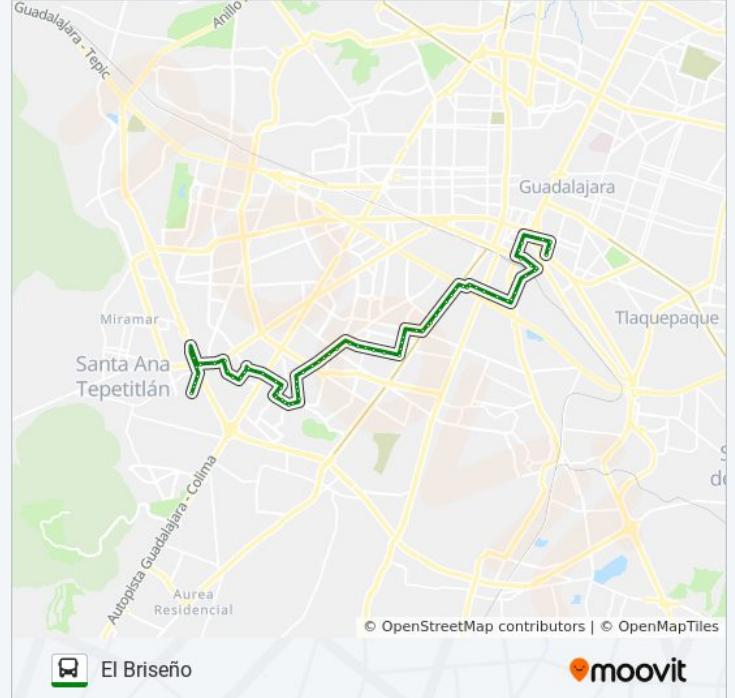 Guadalajara - Tepic
Anillo
Guadalajara
Miramar
Tlaquepaque
Santa Ana
Tepetitlán
S
de
Autopista Guadalajara - Colima
Aurea
Residencial
© OpenStreetMap contributors | © OpenMapTiles
El Briseño
moovit